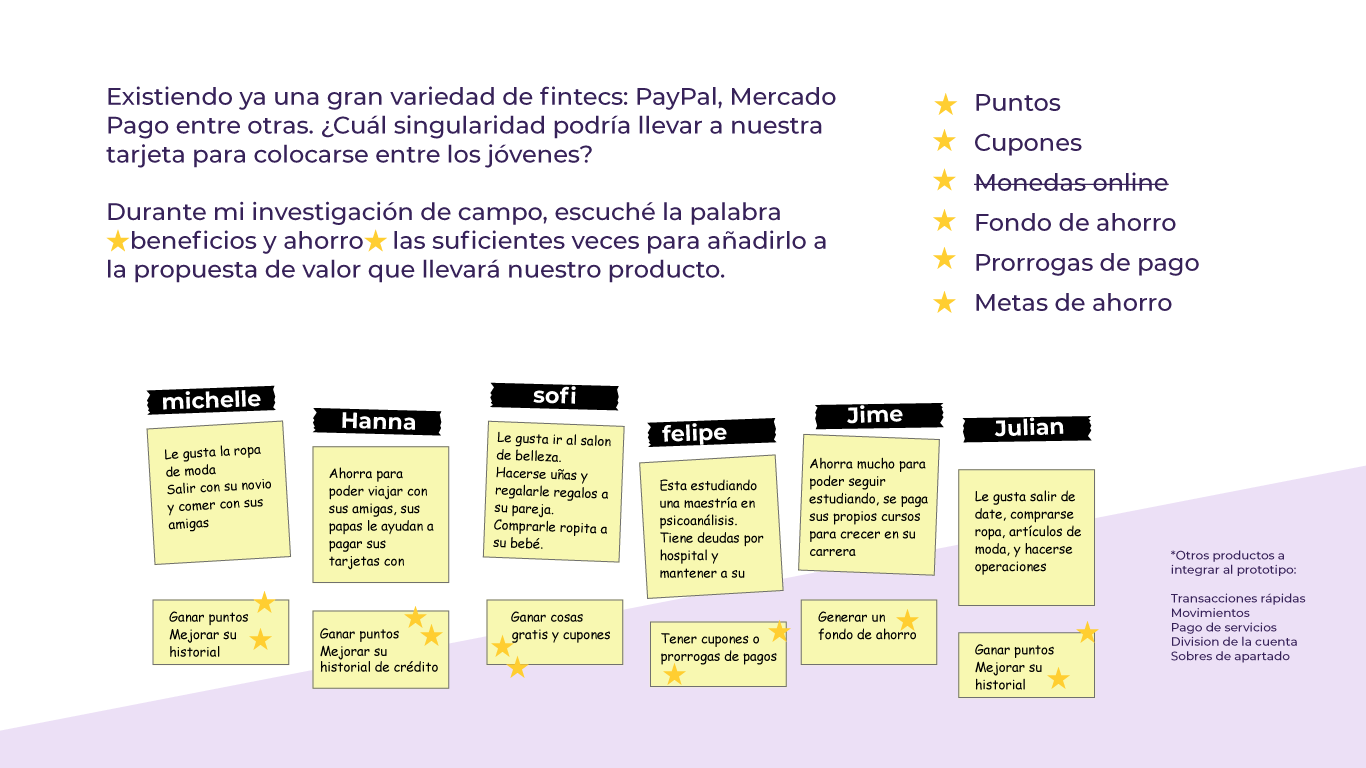 Existiendo ya una gran variedad de fintecs: PayPal, Mercado
Pago entre otras. ¿Cuál singularidad podría llevar a nuestra
tarjeta para colocarse entre los jóvenes?
Durante mi investigación de campo, escuché la palabra
beneficios y ahorro las suficientes veces para añadirlo a
la propuesta de valor que llevará nuestro producto.
Puntos
Cupones
Monedas online
Fondo de ahorro
Prorrogas de pago
Metas de ahorro
michelle
Le gusta la ropa
de moda
Salir con su novio
y comer con sus
amigas
Ganar puntos
Mejorar su
historial
Hanna
Ahorra para
poder viajar con
sus amigas, sus
papas le ayudan a
pagar sus
tarjetas con
Ganar puntos
Mejorar su
historial de crédito
sofi
Le gusta ir al salon
de belleza.
Hacerse uñas y
regalarle regalos a
su pareja.
Comprarle ropita a
su bebé.
Ganar cosas
gratis y cupones
felipe
Esta estudiando
una maestría en
psicoanálisis.
Tiene deudas por
hospital y
mantener a su
Tener cupones o
prorrogas de pagos
Jime
Ahorra mucho para
poder seguir
estudiando, se paga
sus propios cursos
para crecer en su
carrera
Generar un
fondo de ahorro
Julian
Le gusta salir de
date, comprarse
ropa, artículos de
moda, y hacerse
operaciones
Ganar puntos
Mejorar su
historial
*Otros productos a
integrar al prototipo:
Transacciones rápidas
Movimientos
Pago de servicios
Division de la cuenta
Sobres de apartado